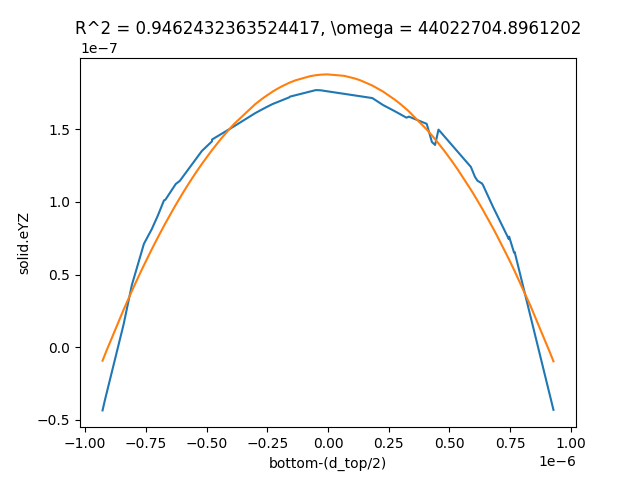 R^2 = 0.9462432363524417, \omega = 44022704.8961202
1e−7
1.5
1.0
0.5
0.0
−0.5
solid.eYZ
−1.00 −0.75 −0.50 −0.25 0.00 0.25 0.50 0.75 1.00
bottom-(d_top/2)
1e−6